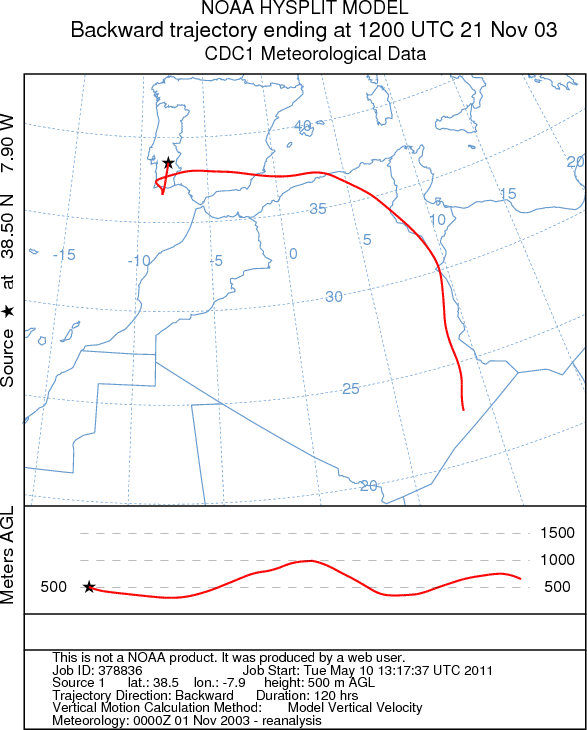 NOAA HYSPLIT MODEL
Backward trajectory ending at 1200 UTC 21 Nov 03
CDC1 Meteorological Data
Source ★ at 38.50 N 7.90 W
40
20
15
35
10
5
-15
-10
-5
0
30
25
20
Meters AGL
1500
1000
500
500
This is not a NOAA product. It was produced by a web user.
Job ID: 378836 Job Start: Tue May 10 13:17:37 UTC 2011
Source 1 lat.: 38.5 lon.: -7.9 height: 500 m AGL
Trajectory Direction: Backward Duration: 120 hrs
Vertical Motion Calculation Method: Model Vertical Velocity
Meteorology: 0000Z 01 Nov 2003 - reanalysis